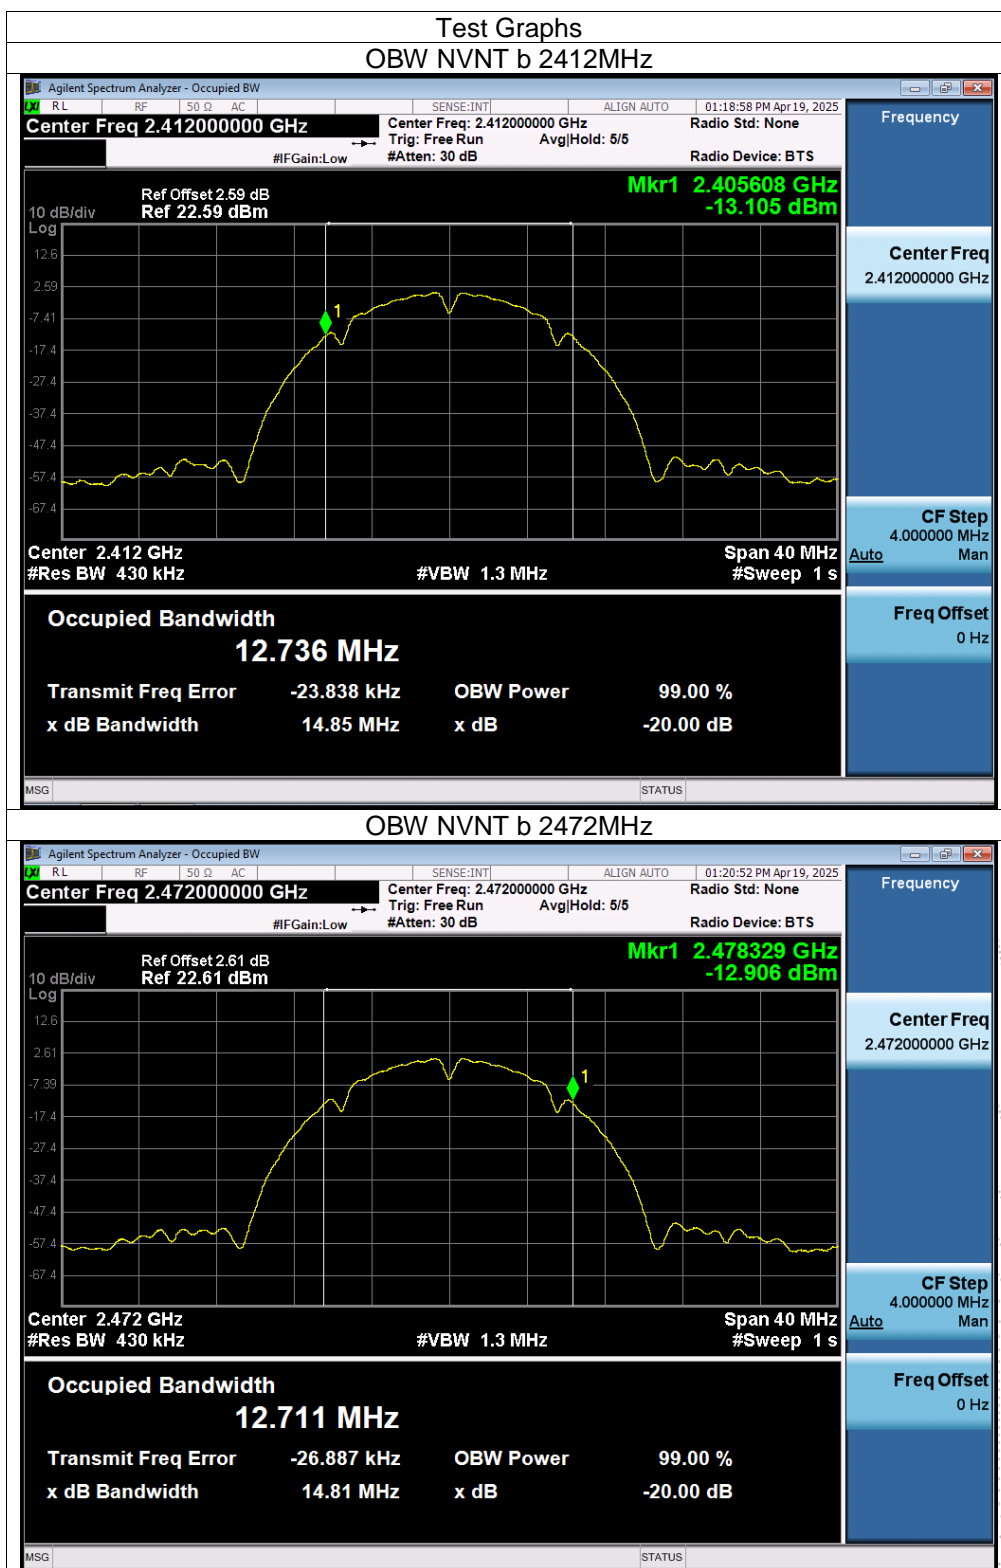 Test Graphs
OBW NVNT b 2412MHz
Agilent Spectrum Analyzer - Occupied BW
LXI RL RF 50 Ω AC SENSE:INT ALIGN AUTO 01:18:58 PM Apr 19, 2025
Center Freq 2.412000000 GHz Center Freq: 2.412000000 GHz Radio Std: None Frequency
Trig: Free Run Avg|Hold: 5/5
#IFGain:Low #Atten: 30 dB Radio Device: BTS
Mkr1 2.405608 GHz
Ref Offset 2.59 dB
10 dB/div Ref 22.59 dBm -13.105 dBm
Log
12.6 Center Freq
2.412000000 GHz
2.59
1
-7.41
-17.4
-27.4
-37.4
-47.4
-57.4
-67.4
CF Step
4.000000 MHz
Center 2.412 GHz Span 40 MHz Auto Man
#Res BW 430 kHz #VBW 1.3 MHz #Sweep 1 s
Occupied Bandwidth Freq Offset
0 Hz
12.736 MHz
Transmit Freq Error -23.838 kHz OBW Power 99.00 %
x dB Bandwidth 14.85 MHz x dB -20.00 dB
MSG STATUS
OBW NVNT b 2472MHz
Agilent Spectrum Analyzer - Occupied BW
LXI RL RF 50 Ω AC SENSE:INT ALIGN AUTO 01:20:52 PM Apr 19, 2025
Center Freq 2.472000000 GHz Center Freq: 2.472000000 GHz Radio Std: None Frequency
Trig: Free Run Avg|Hold: 5/5
#IFGain:Low #Atten: 30 dB Radio Device: BTS
Mkr1 2.478329 GHz
Ref Offset 2.61 dB
10 dB/div Ref 22.61 dBm -12.906 dBm
Log
12.6 Center Freq
2.472000000 GHz
2.61
1
-7.39
-17.4
-27.4
-37.4
-47.4
-57.4
-67.4
CF Step
4.000000 MHz
Center 2.472 GHz Span 40 MHz Auto Man
#Res BW 430 kHz #VBW 1.3 MHz #Sweep 1 s
Occupied Bandwidth Freq Offset
0 Hz
12.711 MHz
Transmit Freq Error -26.887 kHz OBW Power 99.00 %
x dB Bandwidth 14.81 MHz x dB -20.00 dB
MSG STATUS